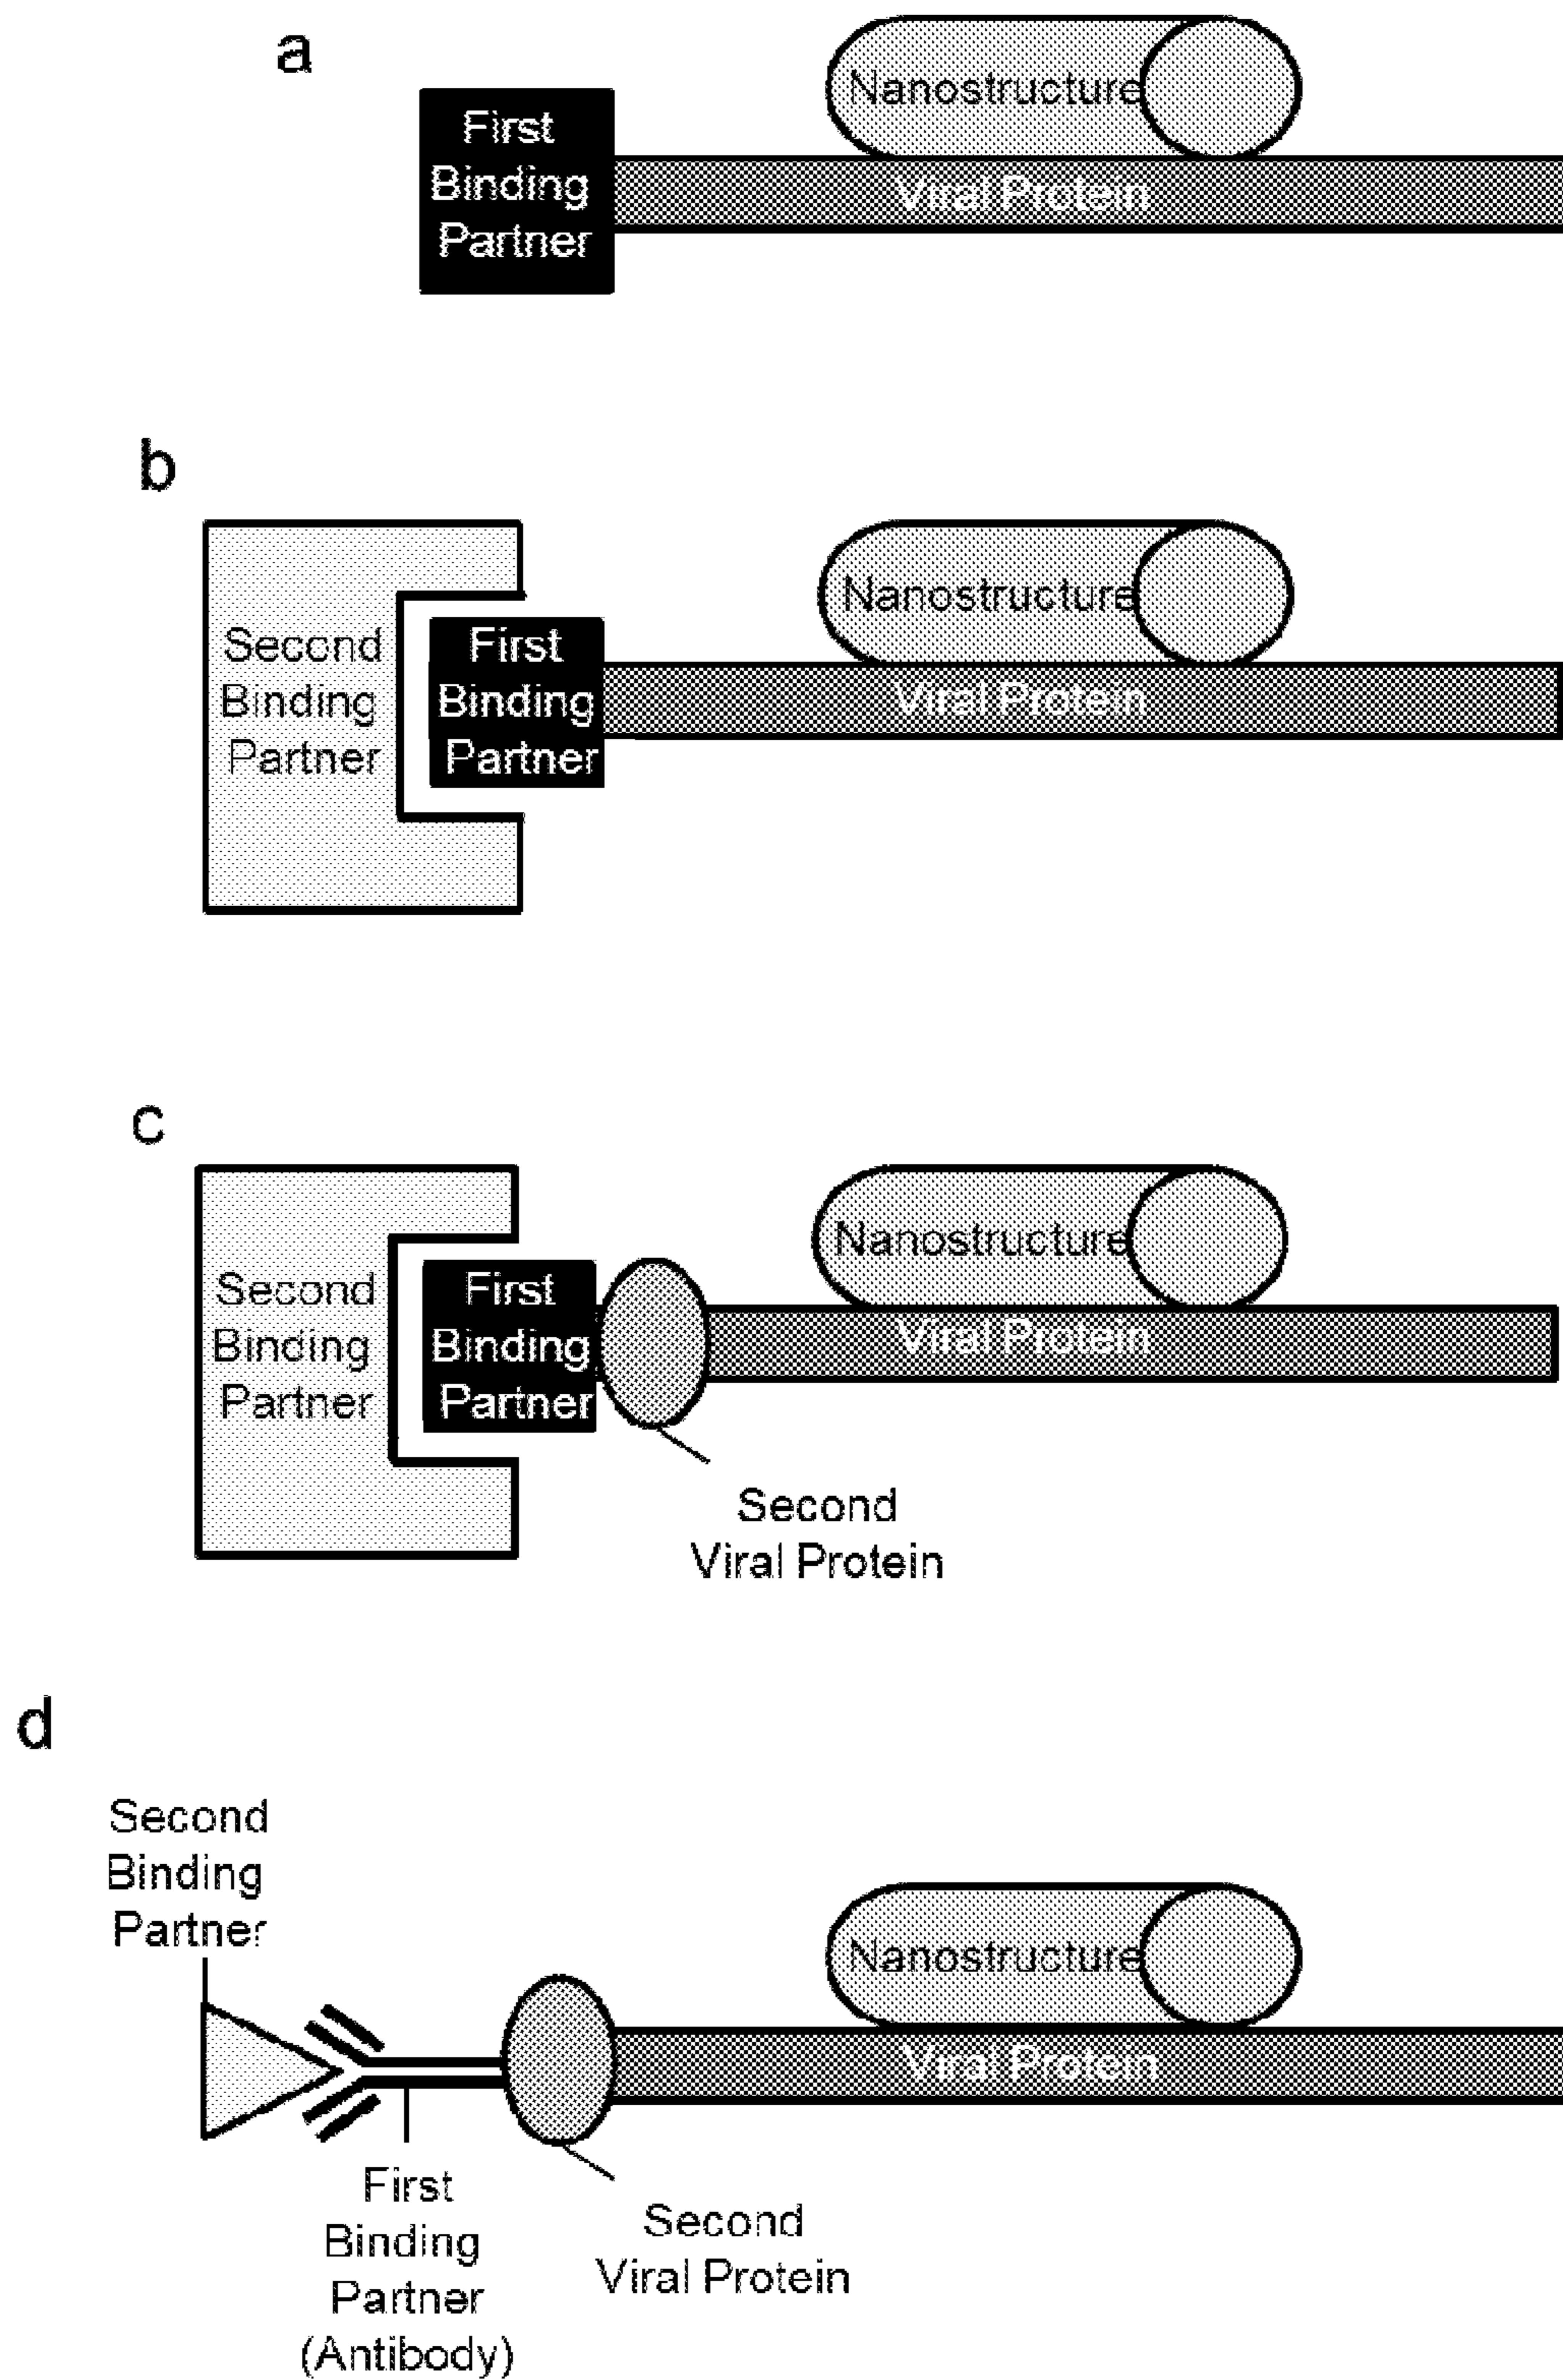 a
First
Binding
Partner
Nanostructure
Viral Protein
b
Second
Binding
Partner
First
Binding
Partner
Nanostructure
Viral Protein
c
Second
Binding
Partner
First
Binding
Partner
Nanostructure
Viral Protein
Second
Viral Protein
d
Second
Binding
Partner
Nanostructure
Viral Protein
First
Binding
Partner
(Antibody)
Second
Viral Protein